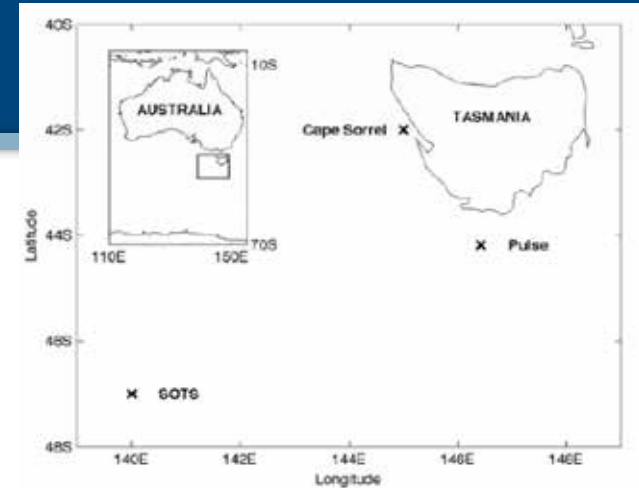 40S
10S
AUSTRALIA
TASMANIA
42S
Cape Sorrel
44S
Pulse
70S
110E 150E
Latitude
46S
SOTS
48S
140E 142E 144E 146E 148E
Longitude